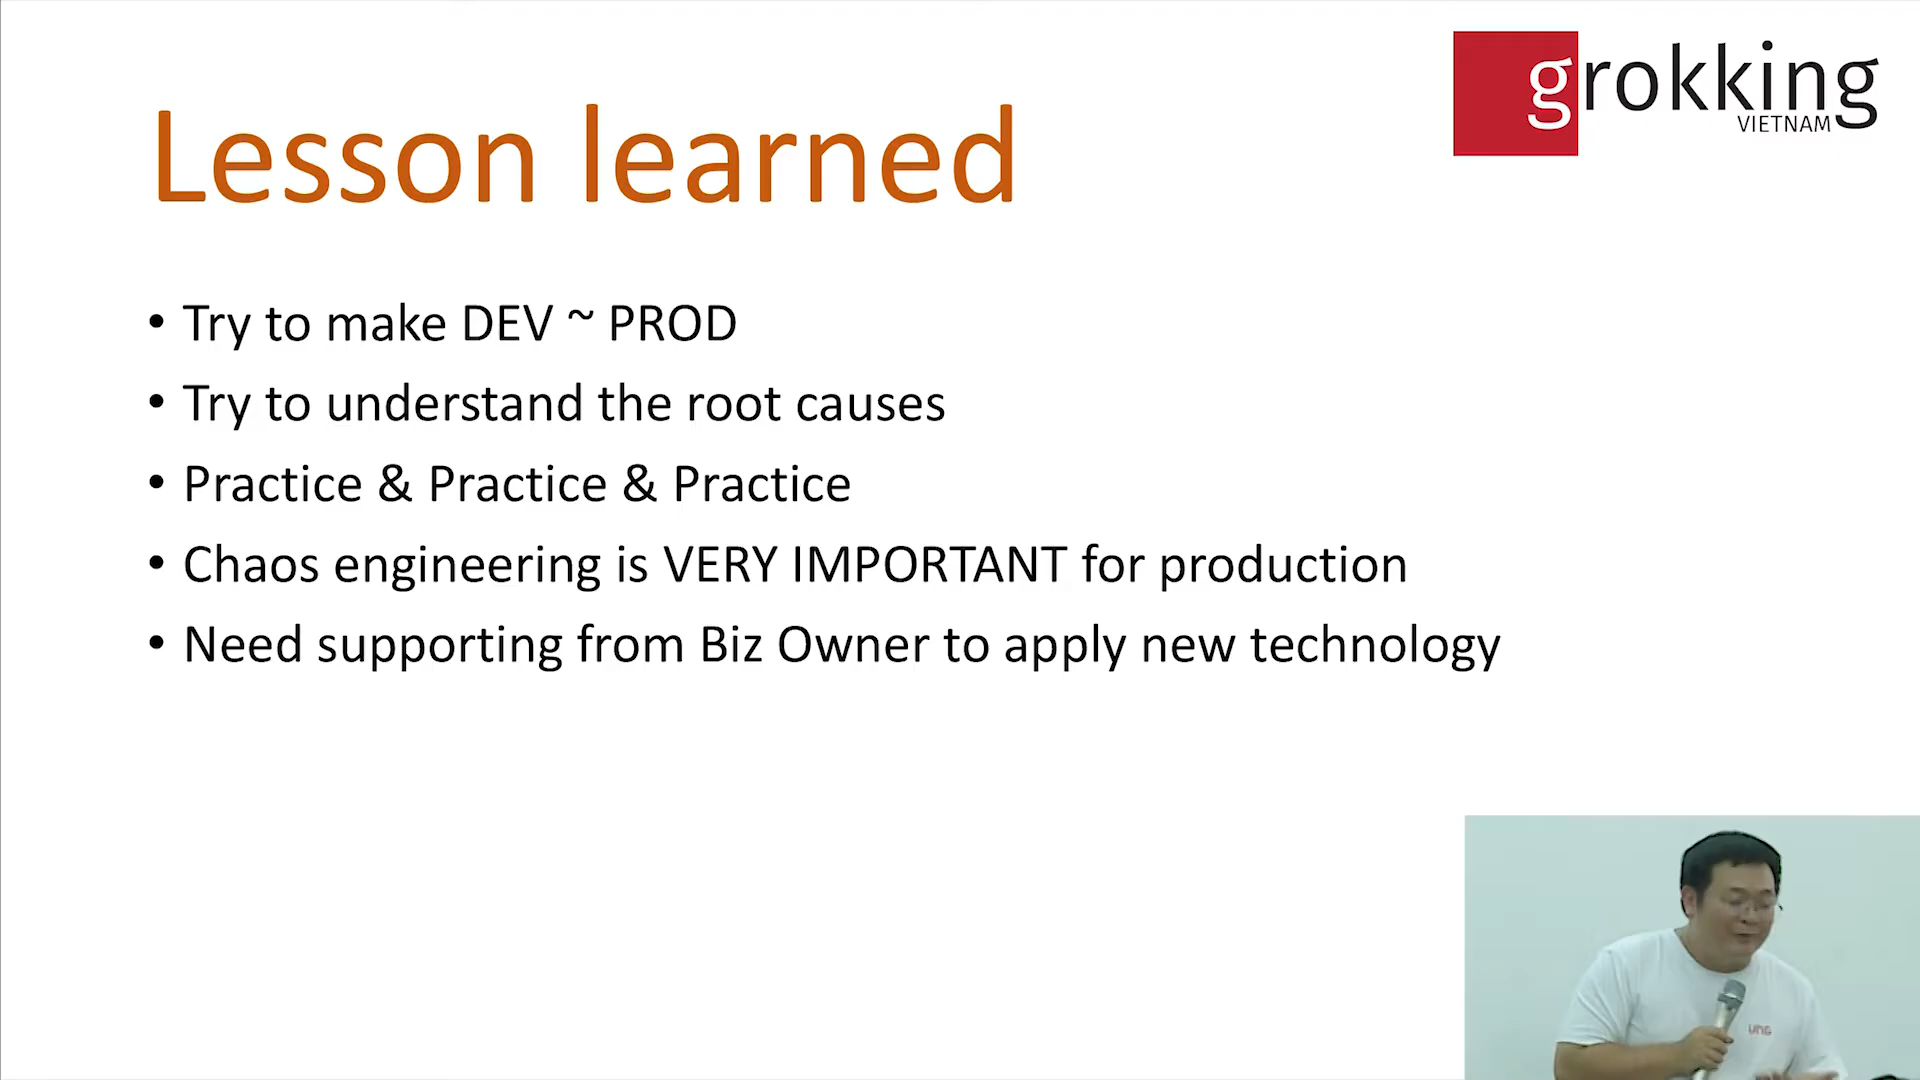 grokking
VIETNAM
Lesson learned
• Try to make DEV ~ PROD
• Try to understand the root causes
• Practice & Practice & Practice
• Chaos engineering is VERY IMPORTANT for production
• Need supporting from Biz Owner to apply new technology
VNG